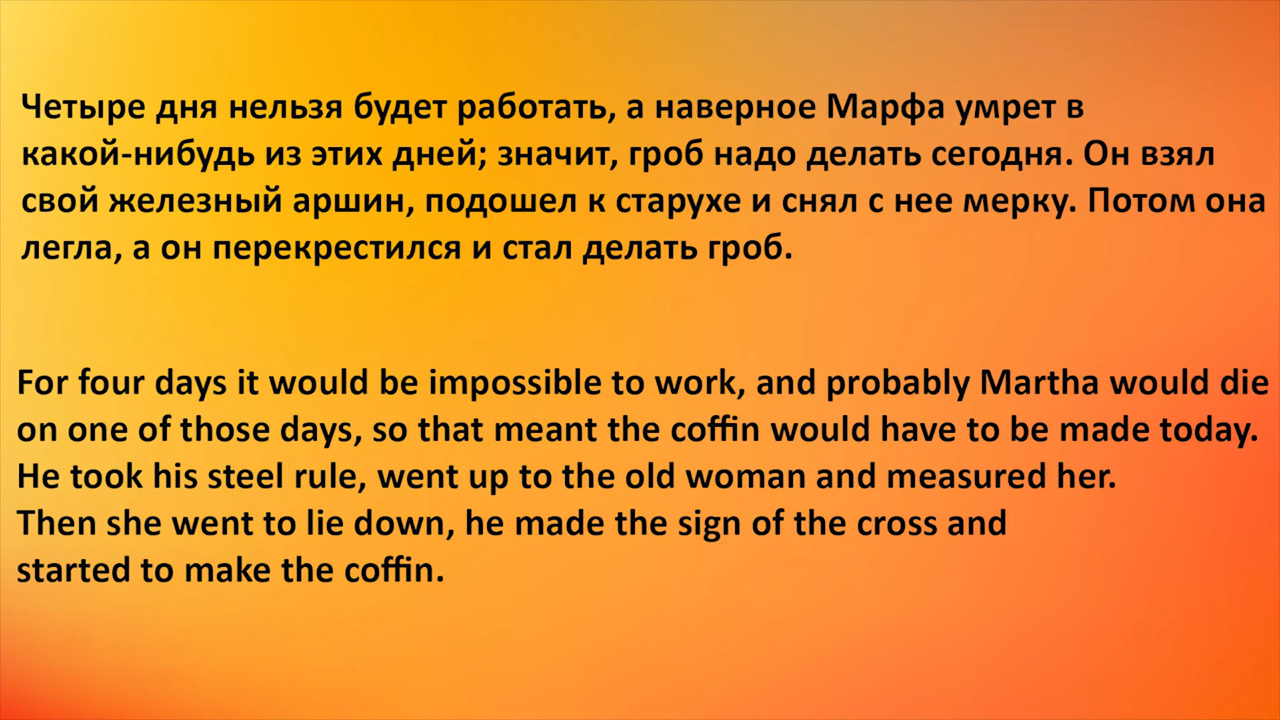 Четыре дня нельзя будет работать, а наверное Марфа умрет в
какой-нибудь из этих дней; значит, гроб надо делать сегодня. Он взял
свой железный аршин, подошел к старухе и снял с нее мерку. Потом она
легла, а он перекрестился и стал делать гроб.
For four days it would be impossible to work, and probably Martha would die
on one of those days, so that meant the coffin would have to be made today.
He took his steel rule, went up to the old woman and measured her.
Then she went to lie down, he made the sign of the cross and
started to make the coffin.